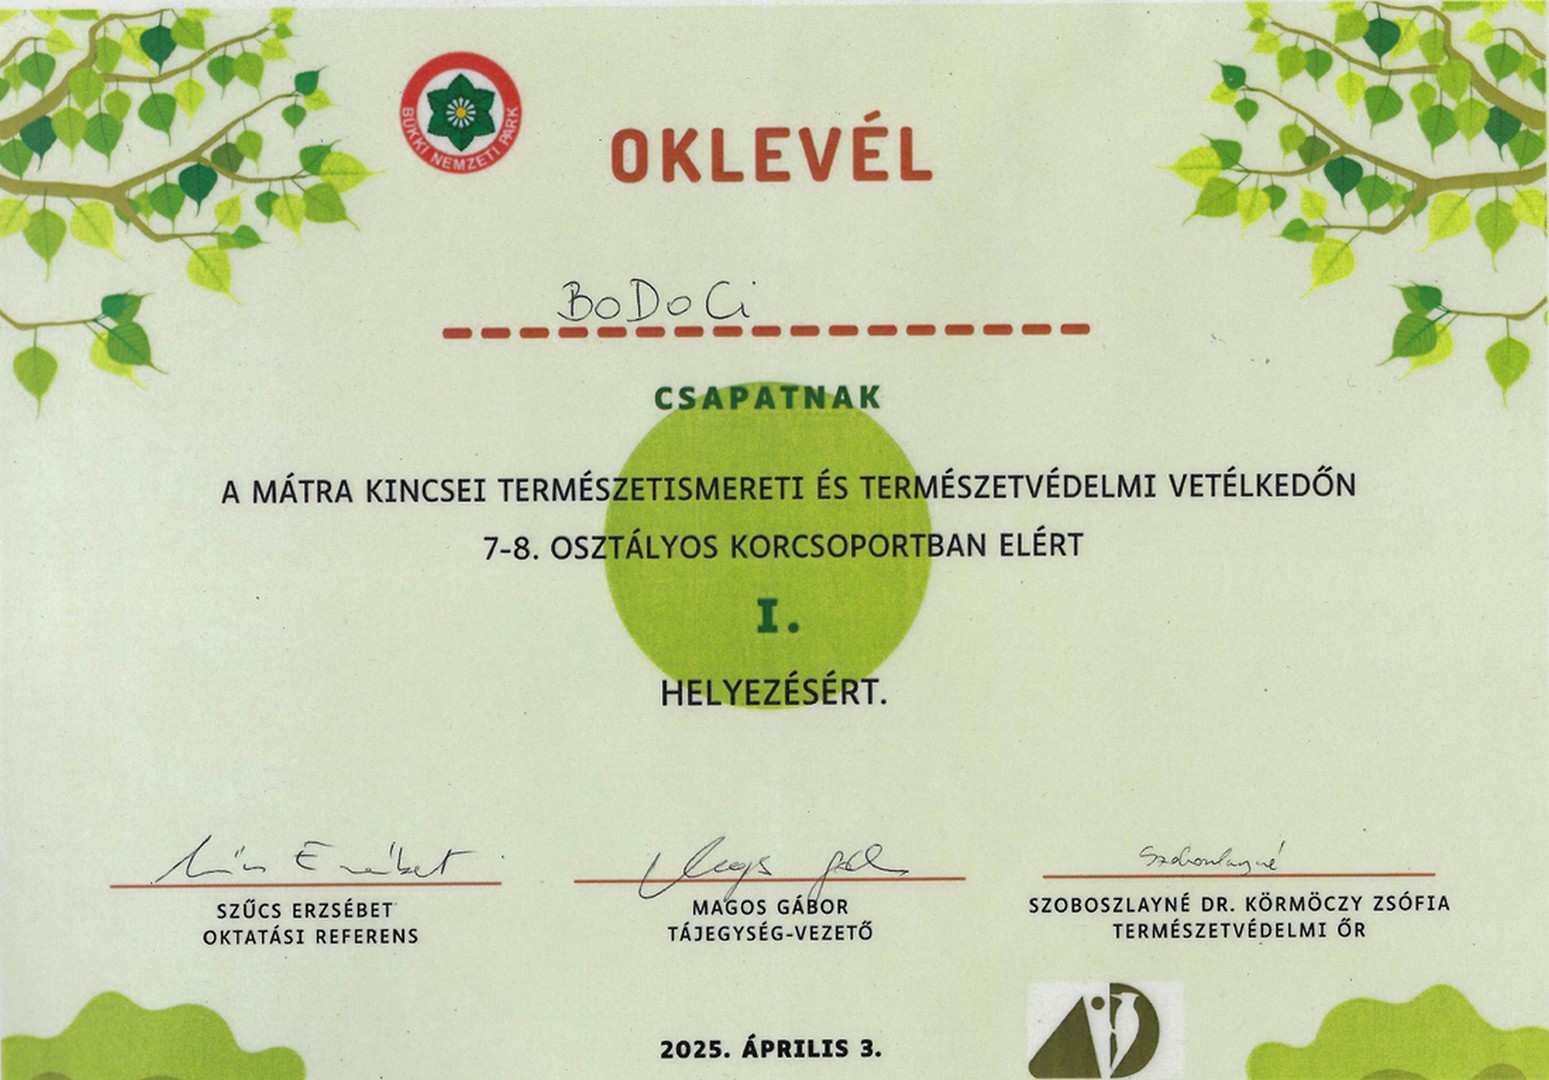 BÜKKI NEMZETI PARK
OKLEVÉL
BoDoCi
CSAPATNAK
A MÁTRA KINCSEI TERMÉSZETISMERETI ÉS TERMÉSZETVÉDELMI VETÉLKEDŐN
7-8. OSZTÁLYOS KORCSOPORTBAN ELÉRT
I.
HELYEZÉSÉRT.
Szoboszlayné
SZŰCS ERZSÉBET
OKTATÁSI REFERENS
MAGOS GÁBOR
TÁJEGYSÉG-VEZETŐ
SZOBOSZLAYNÉ DR. KÖRMÖCZY ZSÓFIA
TERMÉSZETVÉDELMI ŐR
2025. ÁPRILIS 3.